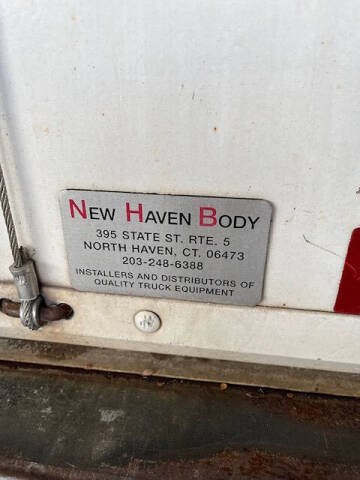 NEW HAVEN BODY
395 STATE ST. RTE. 5
NORTH HAVEN, CT. 06473
203-248-6388
INSTALLERS AND DISTRIBUTORS OF
QUALITY TRUCK EQUIPMENT